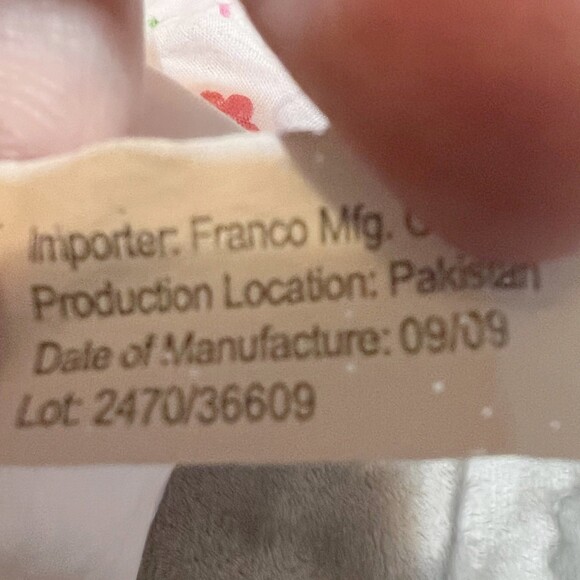 Importer: Franco Mfg. C
Production Location: Pakistan
Date of Manufacture: 09/09
Lot: 2470/36609